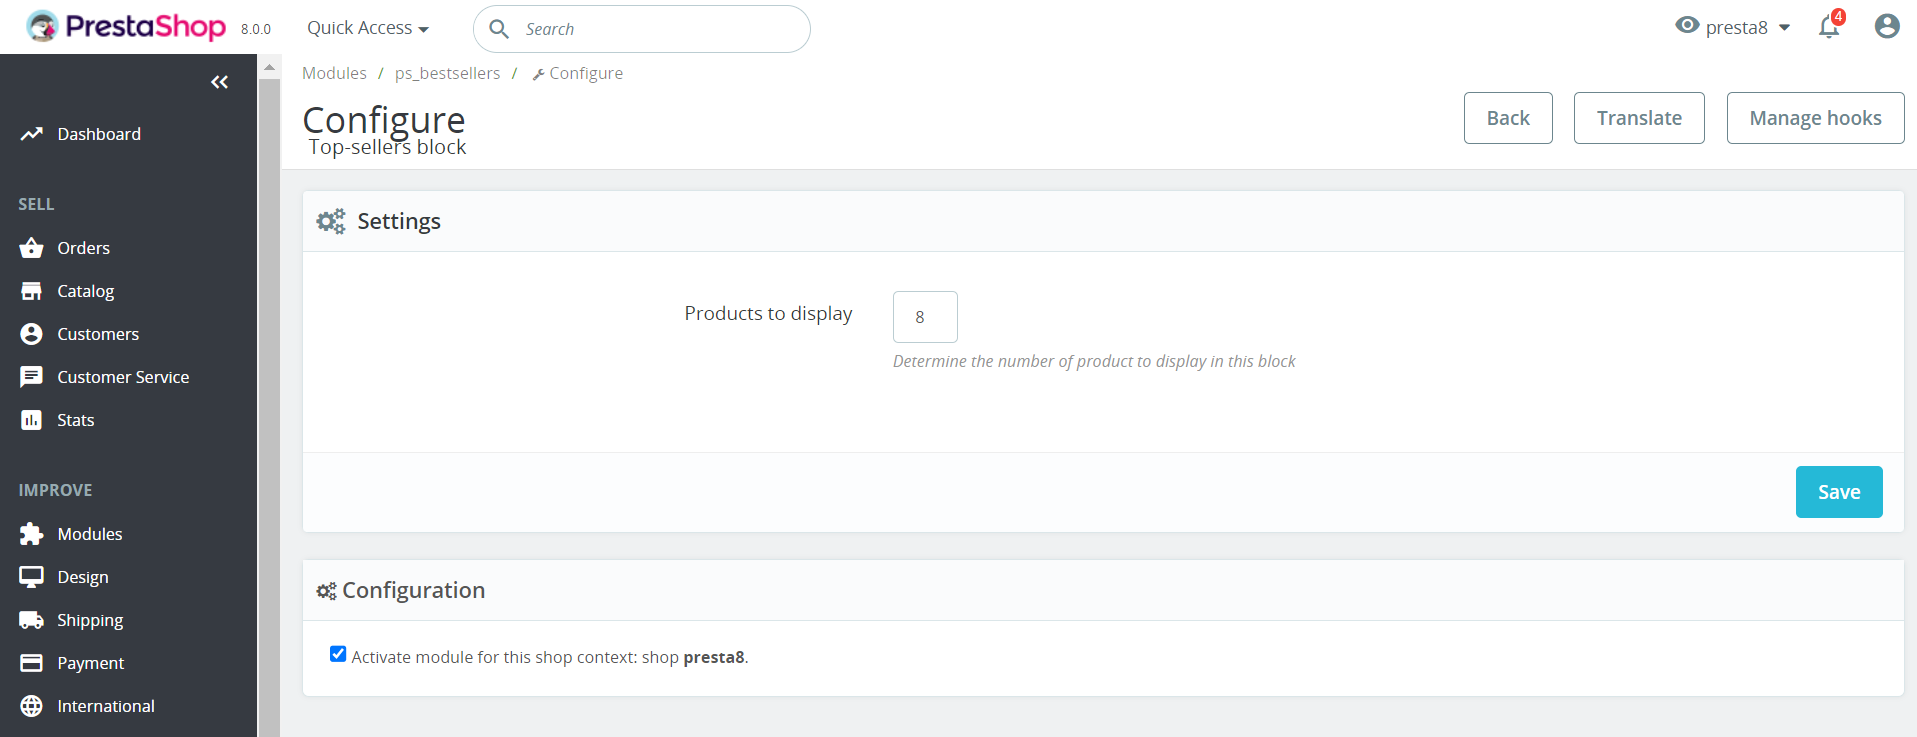 PrestaShop 8.0.0 Quick Access Search presta8 4
Modules / ps_bestsellers / Configure
Configure
Top-sellers block
Back Translate Manage hooks
Dashboard
SELL
Orders
Catalog
Customers
Customer Service
Stats
IMPROVE
Modules
Design
Shipping
Payment
International
Settings
Products to display 8
Determine the number of product to display in this block
Save
Configuration
Activate module for this shop context: shop presta8.